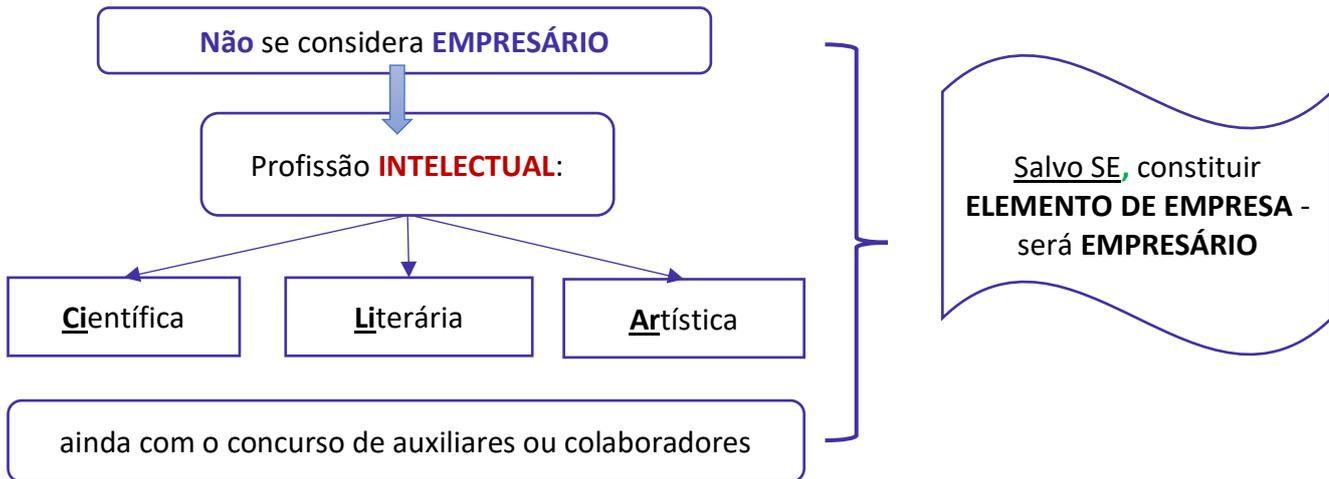 Não se considera EMPRESÁRIO
Profissão INTELECTUAL:
Científica
Literária
Artística
ainda com o concurso de auxiliares ou colaboradores
Salvo SE, constituir
ELEMENTO DE EMPRESA -
será EMPRESÁRIO